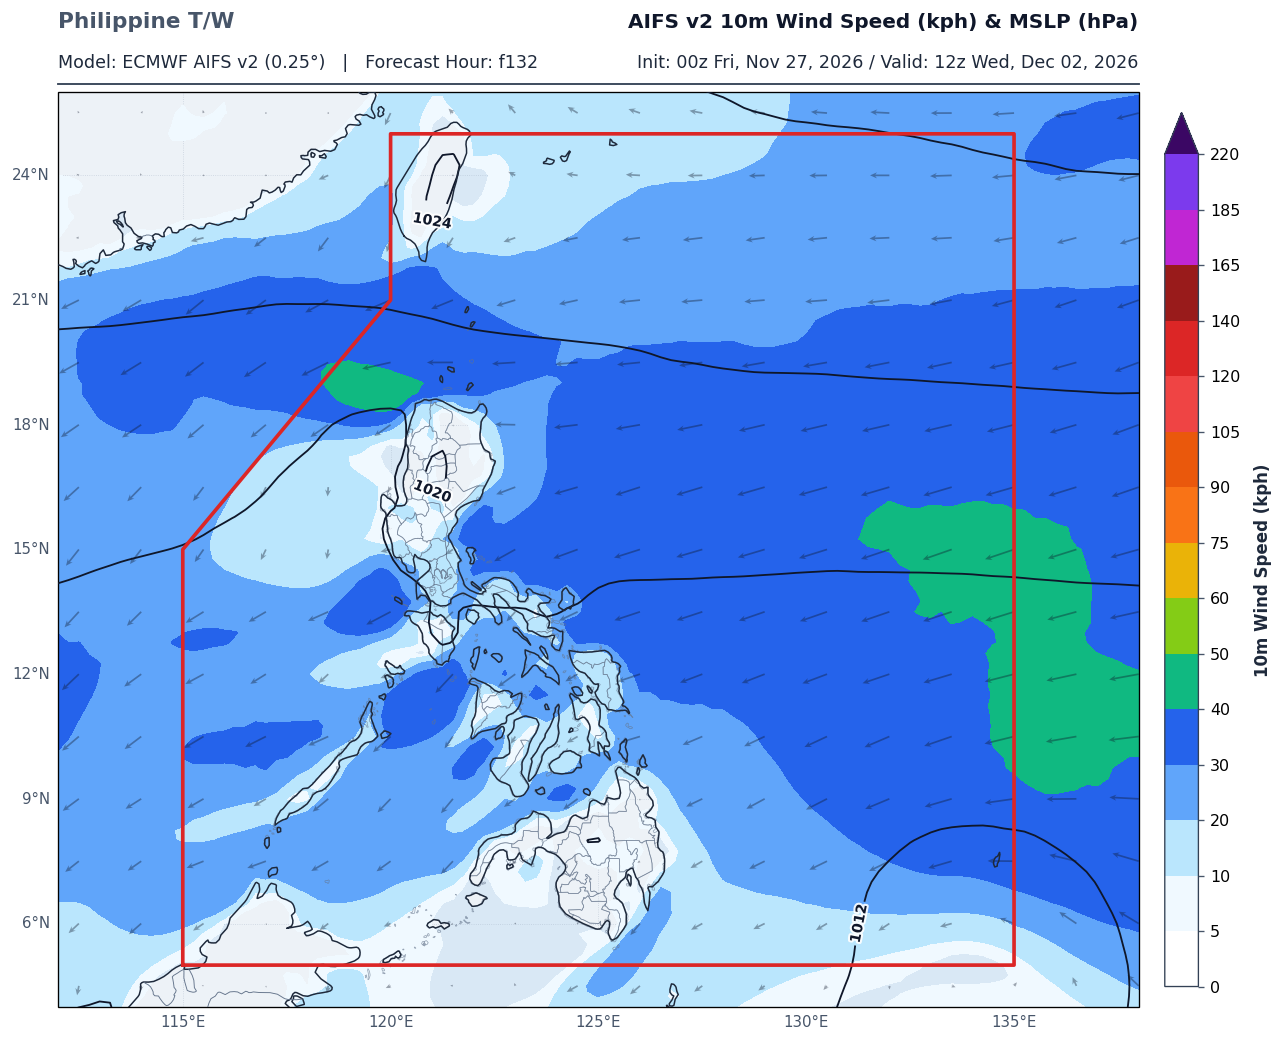 Philippine T/W
AIFS v2 10m Wind Speed (kph) & MSLP (hPa)
Model: ECMWF AIFS v2 (0.25°) | Forecast Hour: f132
Init: 00z Fri, Nov 27, 2026 / Valid: 12z Wed, Dec 02, 2026
24°N
21°N
18°N
15°N
12°N
9°N
6°N
1024
1020
1012
115°E
120°E
125°E
130°E
135°E
220
185
165
140
120
105
90
75
60
50
40
30
20
10
5
0
10m Wind Speed (kph)